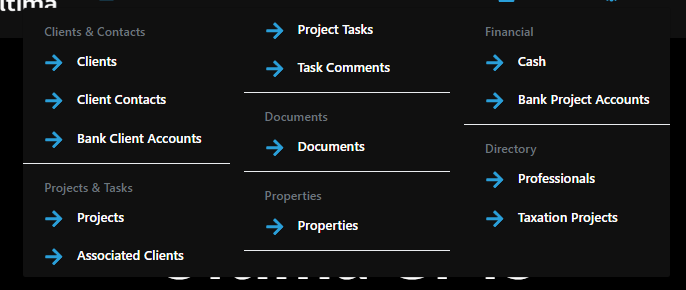 ltima
Clients & Contacts
Clients
Client Contacts
Bank Client Accounts
Projects & Tasks
Projects
Associated Clients
Project Tasks
Task Comments
Documents
Documents
Properties
Properties
Financial
Cash
Bank Project Accounts
Directory
Professionals
Taxation Projects